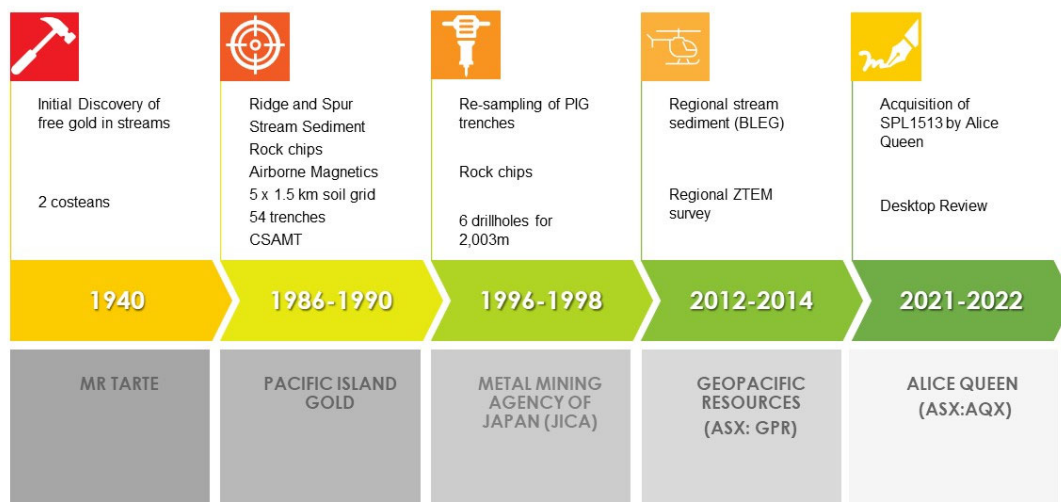 Initial Discovery of
free gold in streams
2 costeans
Ridge and Spur
Stream Sediment
Rock chips
Airborne Magnetics
5 x 1.5 km soil grid
54 trenches
CSAMT
Re-sampling of PIG
trenches
Rock chips
6 drillholes for
2,003m
Regional stream
sediment (BLEG)
Regional ZTEM
survey
Acquisition of
SPL1513 by Alice
Queen
Desktop Review
1940
1986-1990
1996-1998
2012-2014
2021-2022
MR TARTE
PACIFIC ISLAND
GOLD
METAL MINING
AGENCY OF
JAPAN (JICA)
GEOPACIFIC
RESOURCES
(ASX: GPR)
ALICE QUEEN
(ASX:AQX)